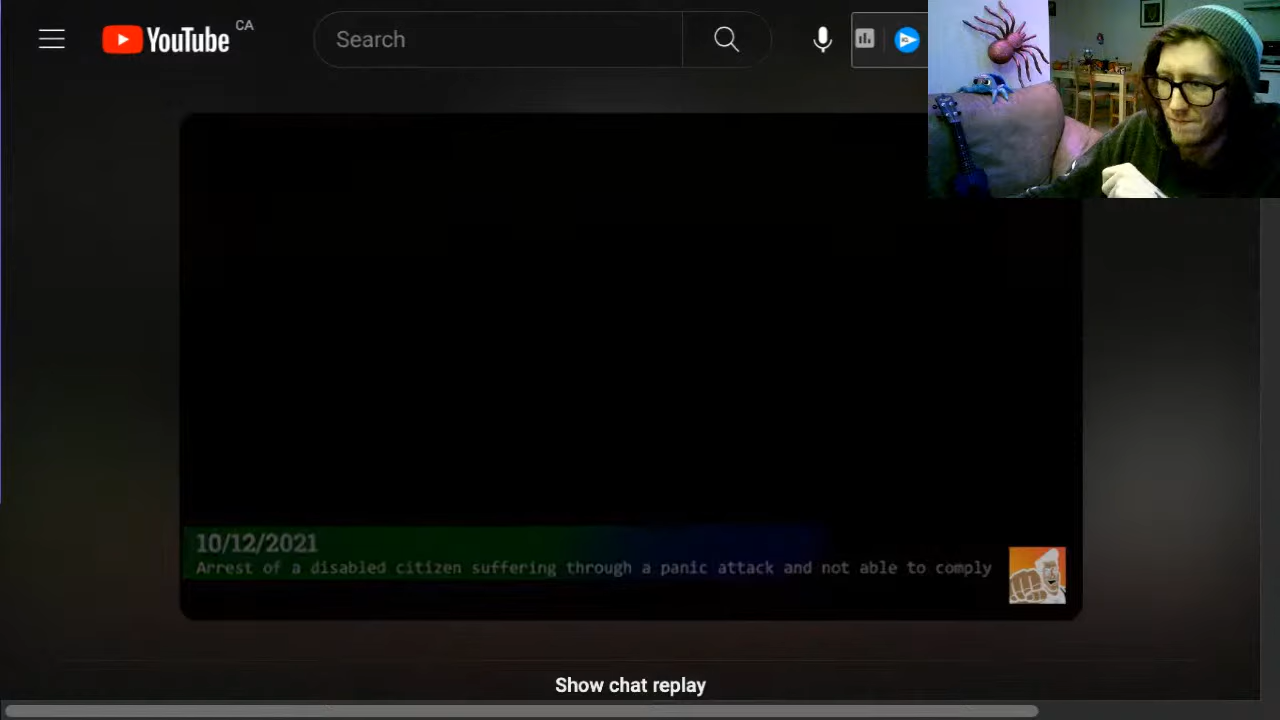 YouTube CA
Search
10/12/2021
Arrest of a disabled citizen suffering through a panic attack and not able to comply
Show chat replay